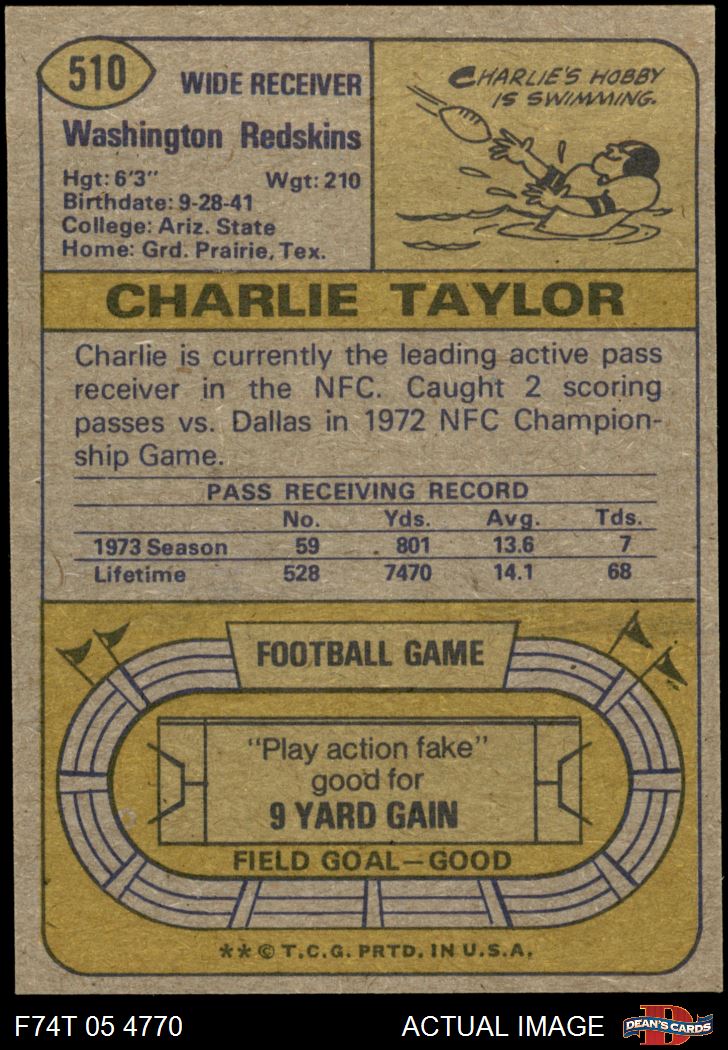 510
WIDE RECEIVER
Washington Redskins
Hgt: 6'3" Wgt: 210
Birthdate: 9-28-41
College: Ariz. State
Home: Grd. Prairie, Tex.
CHARLIE'S HOBBY
IS SWIMMING.
CHARLIE TAYLOR
Charlie is currently the leading active pass
receiver in the NFC. Caught 2 scoring
passes vs. Dallas in 1972 NFC Champion-
ship Game.
PASS RECEIVING RECORD
No. Yds. Avg. Tds.
1973 Season 59 801 13.6 7
Lifetime 528 7470 14.1 68
FOOTBALL GAME
"Play action fake"
good for
9 YARD GAIN
FIELD GOAL—GOOD
**© T.C.G. PRTD. IN U.S.A.
F74T 05 4770
ACTUAL IMAGE
D
DEAN'S CARDS